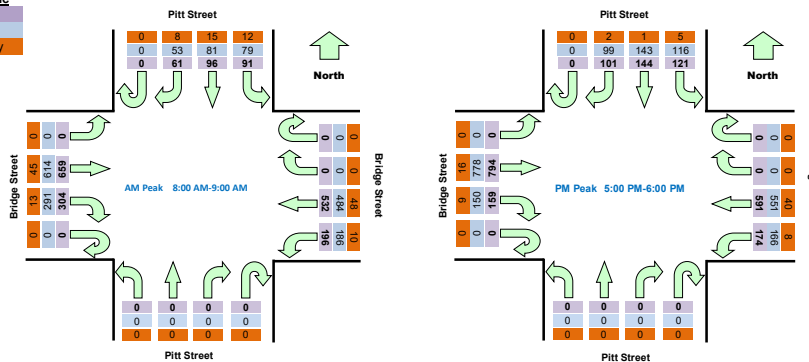 Pitt Street
0 8 15 12
0 53 81 79
0 61 96 91
North
Bridge Street
0 0 0
45 614 659
13 291 304
0 0 0
AM Peak 8:00 AM-9:00 AM
0 0 0
0 0 0
532 484 48
196 186 10
Bridge Street
0 0 0 0
0 0 0 0
0 0 0 0
Pitt Street
Pitt Street
0 2 1 5
0 99 143 116
0 101 144 121
North
Bridge Street
0 0 0
16 778 794
9 150 159
0 0 0
PM Peak 5:00 PM-6:00 PM
0 0 0
0 0 0
591 551 40
174 166 8
0 0 0 0
0 0 0 0
0 0 0 0
Pitt Street